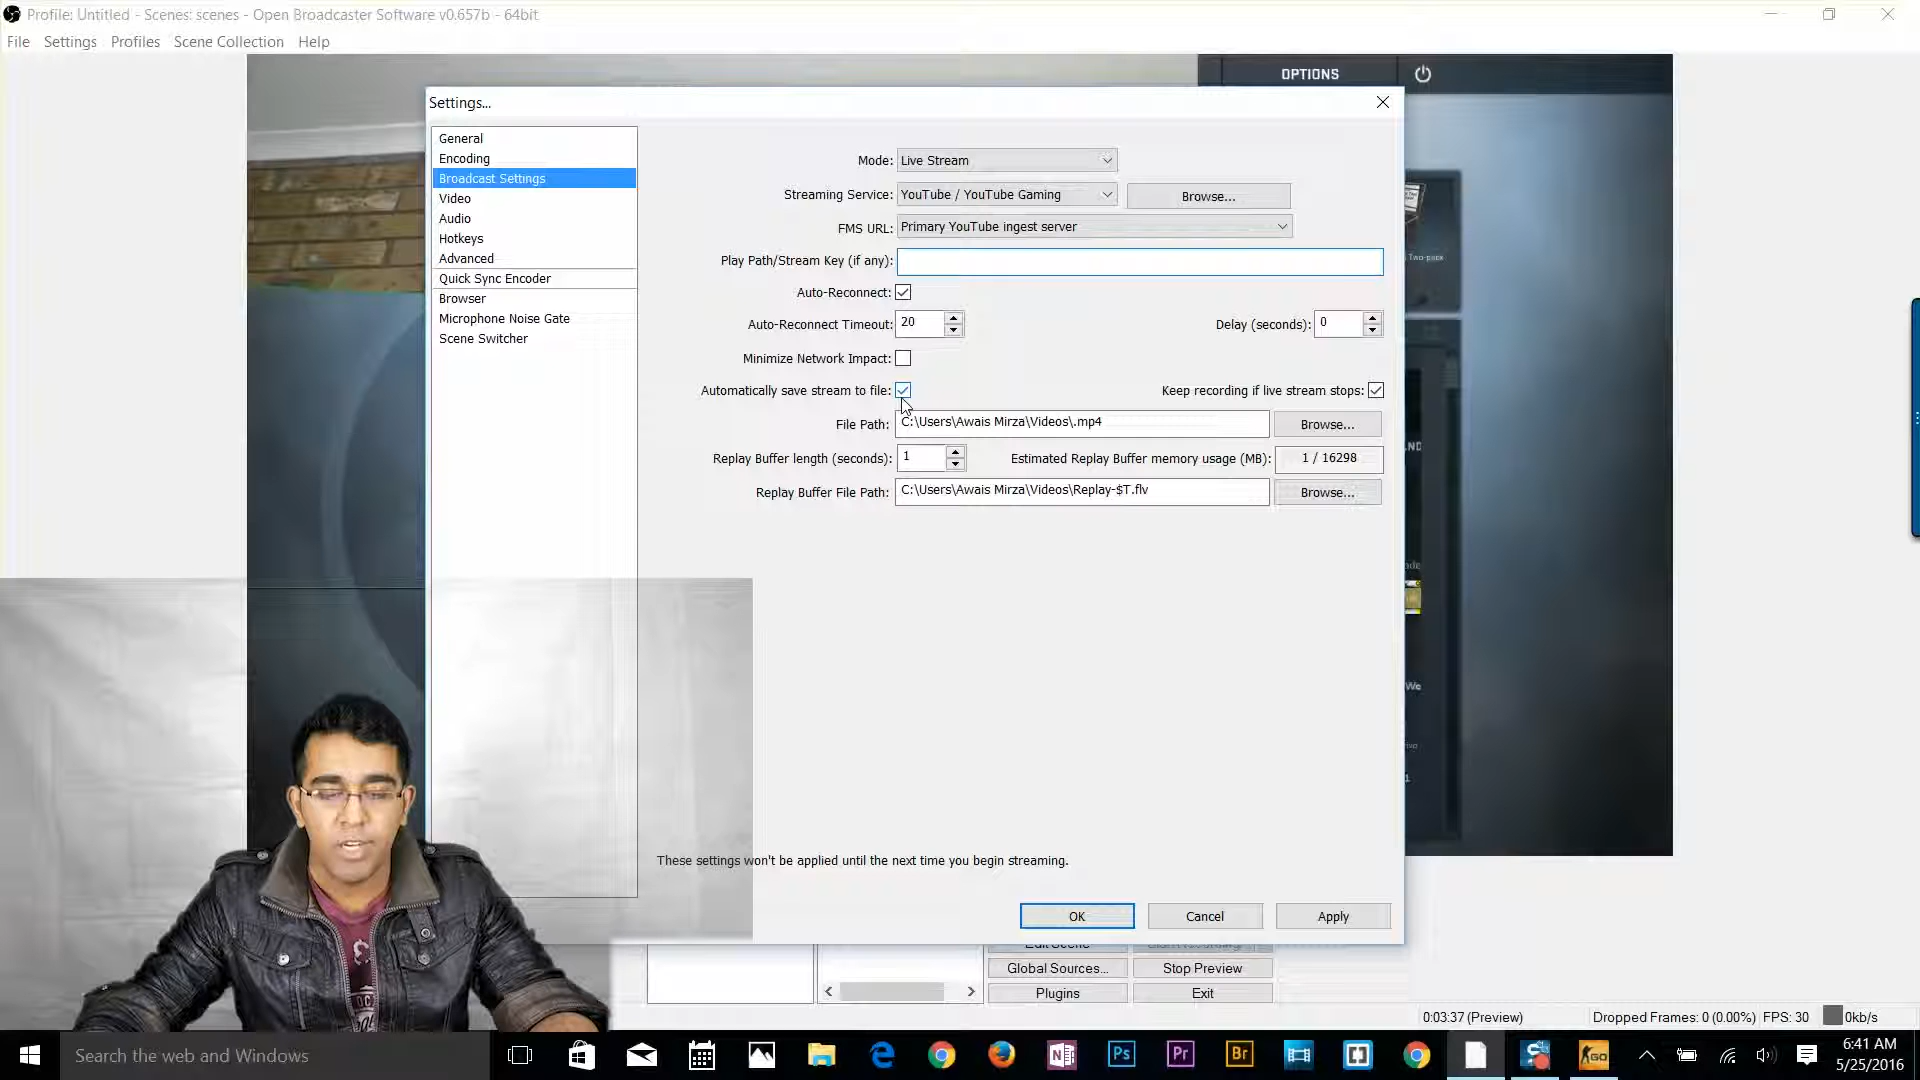 Profile: Untitled - Scenes: scenes - Open Broadcaster Software v0.657b - 64bit
File Settings Profiles Scene Collection Help
OPTIONS
Settings...
General
Encoding
Broadcast Settings
Video
Audio
Hotkeys
Advanced
Quick Sync Encoder
Browser
Microphone Noise Gate
Scene Switcher
Mode: Live Stream
Streaming Service: YouTube / YouTube Gaming Browse...
FMS URL: Primary YouTube ingest server
Play Path/Stream Key (if any):
Auto-Reconnect:
Auto-Reconnect Timeout: 20 Delay (seconds): 0
Minimize Network Impact:
Automatically save stream to file: Keep recording if live stream stops:
File Path: C:\Users\Awais Mirza\Videos\.mp4 Browse...
Replay Buffer length (seconds): 1 Estimated Replay Buffer memory usage (MB): 1 / 16298
Replay Buffer File Path: C:\Users\Awais Mirza\Videos\Replay-$T.flv Browse...
Two-pack
These settings won't be applied until the next time you begin streaming.
OK Cancel Apply
Edit Scene
Global Sources... Stop Preview
Plugins Exit
0:03:37 (Preview) Dropped Frames: 0 (0.00%) FPS: 30 0kb/s
Search the web and Windows
Ps Pr Br GO
6:41 AM
5/25/2016